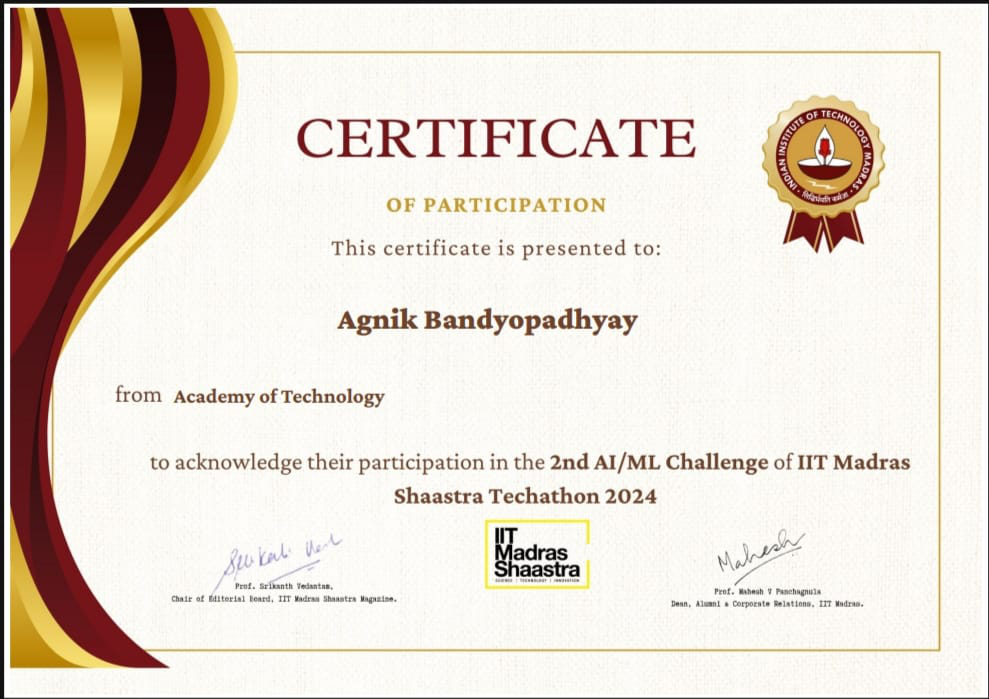 CERTIFICATE
OF PARTICIPATION
This certificate is presented to:
Agnik Bandyopadhyay
from Academy of Technology
to acknowledge their participation in the 2nd AI/ML Challenge of IIT Madras
Shaastra Techathon 2024
INDIAN INSTITUTE OF TECHNOLOGY MADRAS
सिद्धिर्भवति कर्मजा
IIT
Madras
Shaastra
SCIENCE | TECHNOLOGY | INNOVATION
Prof. Srikanth Vedantam,
Chair of Editorial Board, IIT Madras Shaastra Magazine.
Mahesh
Prof. Mahesh V Panchagnula
Dean, Alumni & Corporate Relations, IIT Madras.